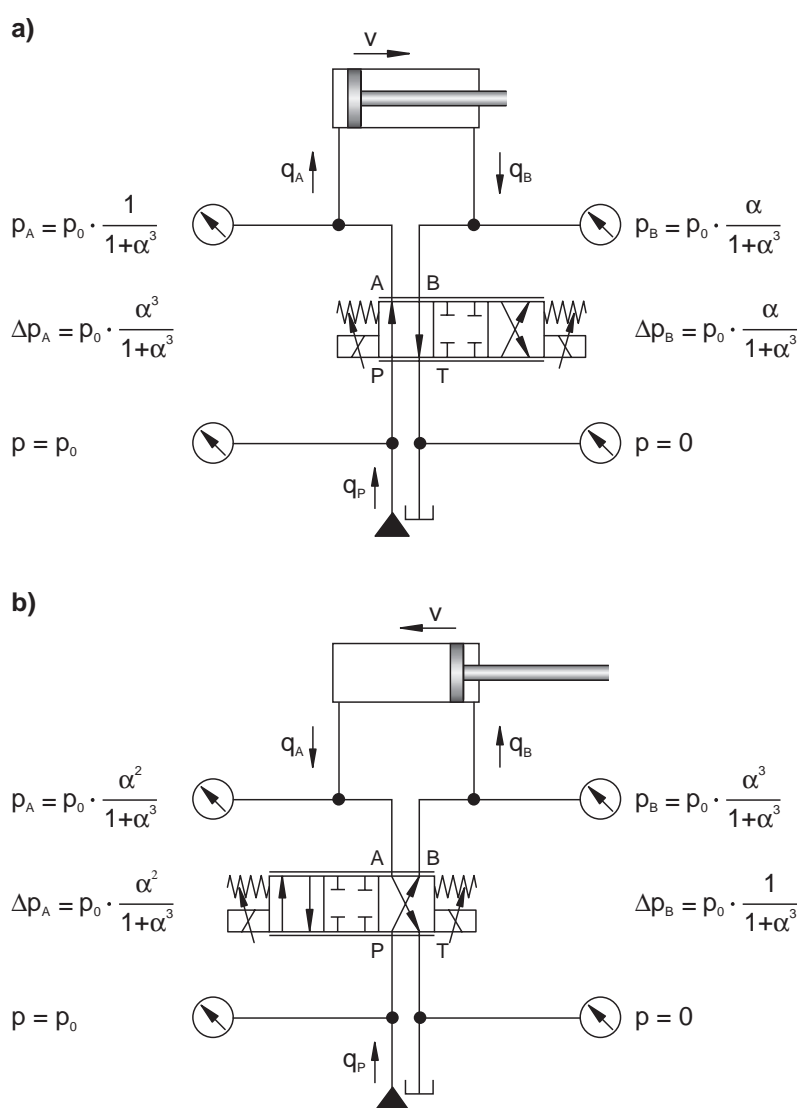 a)
v
q_A
q_B
p_A = p_0 · 1/(1+α³)
p_B = p_0 · α/(1+α³)
A B
Δp_A = p_0 · α³/(1+α³)
Δp_B = p_0 · α/(1+α³)
P T
p = p_0
p = 0
q_P
b)
v
q_A
q_B
p_A = p_0 · α²/(1+α³)
p_B = p_0 · α³/(1+α³)
A B
Δp_A = p_0 · α²/(1+α³)
Δp_B = p_0 · 1/(1+α³)
P T
p = p_0
p = 0
q_P